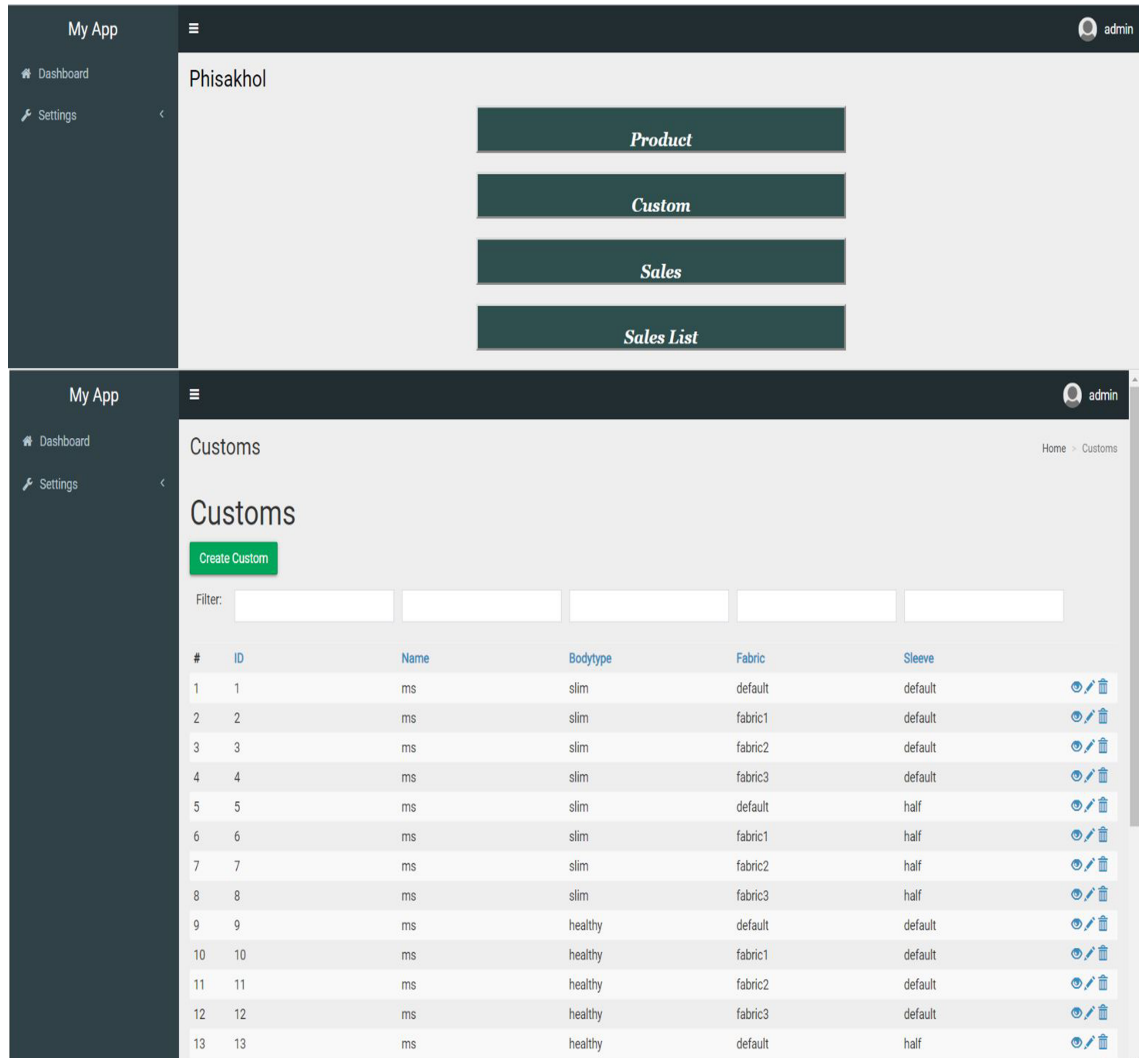 My App admin
Dashboard
Phisakhol
Settings
Product
Custom
Sales
Sales List
My App admin
Dashboard
Customs Home > Customs
Settings
Customs
Create Custom
Filter:
# ID Name Bodytype Fabric Sleeve
1 1 ms slim default default
2 2 ms slim fabric1 default
3 3 ms slim fabric2 default
4 4 ms slim fabric3 default
5 5 ms slim default half
6 6 ms slim fabric1 half
7 7 ms slim fabric2 half
8 8 ms slim fabric3 half
9 9 ms healthy default default
10 10 ms healthy fabric1 default
11 11 ms healthy fabric2 default
12 12 ms healthy fabric3 default
13 13 ms healthy default half